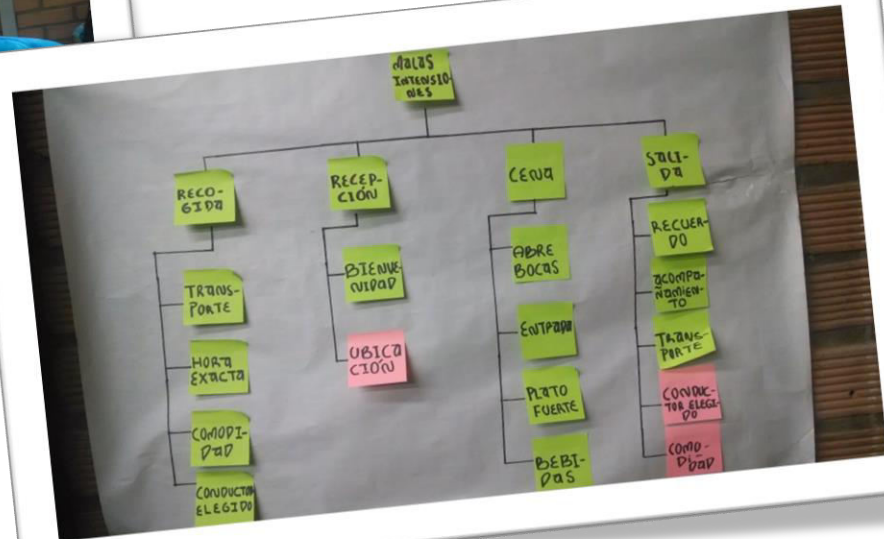 MALAS
INTENSIO-
NES
RECO-
GIDA
TRANS-
PORTE
HORA
EXACTA
COMODI-
DAD
CONDUCTOR
ELEGIDO
RECEP-
CIÓN
BIENVE-
NIDAD
UBICA
CIÓN
CENA
ABRE
BOCAS
ENTRADA
PLATO
FUERTE
BEBI-
DAS
SALI-
DA
RECUER-
DO
ACOMPA-
ÑAMIEN-
TO
TRANS-
PORTE
CONDUC-
TOR ELEGI-
DO
COMO-
DIDAD